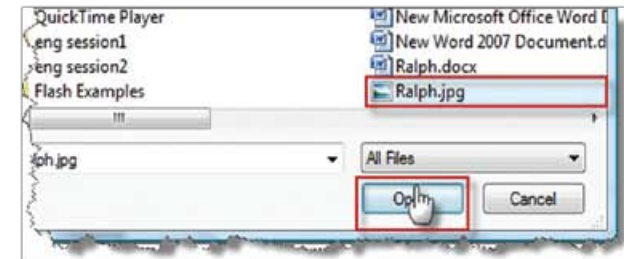 QuickTime Player
eng session1
eng session2
Flash Examples
New Microsoft Office Word
New Word 2007 Document.d
Ralph.docx
Ralph.jpg
ph.jpg
All Files
Open
Cancel